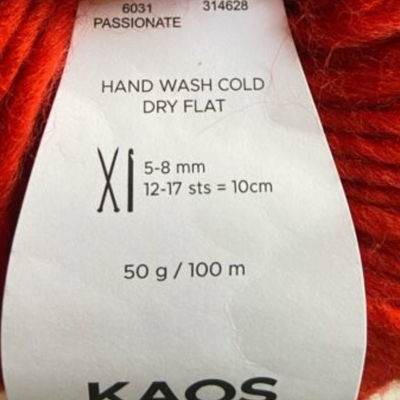 6031 314628
PASSIONATE
HAND WASH COLD
DRY FLAT
5-8 mm
12-17 sts = 10cm
50 g / 100 m
KAOS